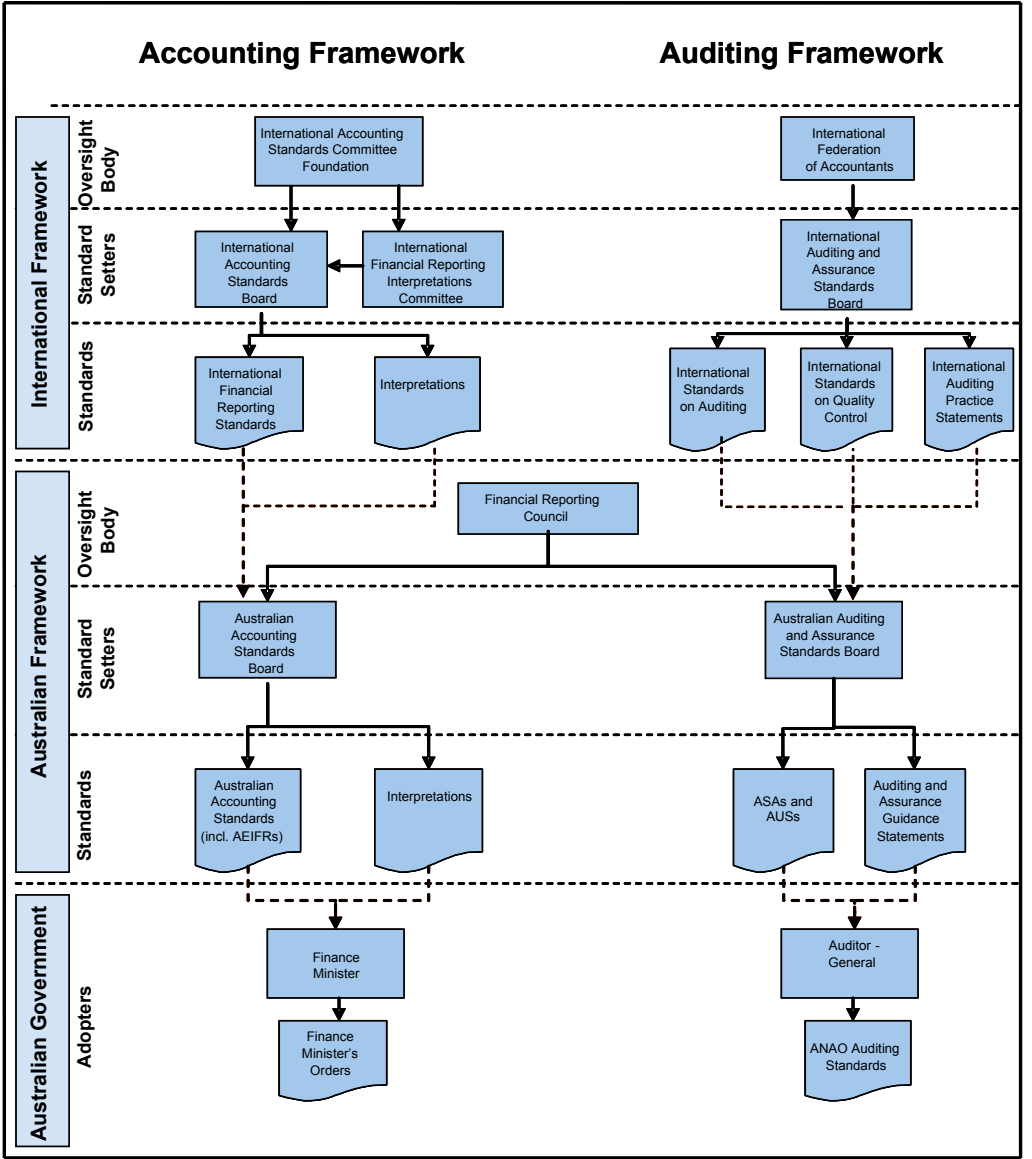 Accounting Framework
Auditing Framework
International Framework
Oversight
Body
International Accounting
Standards Committee
Foundation
International
Federation
of Accountants
Standard
Setters
International
Accounting
Standards
Board
International
Financial Reporting
Interpretations
Committee
International
Auditing and
Assurance
Standards
Board
Standards
International
Financial
Reporting
Standards
Interpretations
International
Standards
on Auditing
International
Standards
on Quality
Control
International
Auditing
Practice
Statements
Australian Framework
Oversight
Body
Financial Reporting
Council
Standard
Setters
Australian
Accounting
Standards
Board
Australian Auditing
and Assurance
Standards Board
Standards
Australian
Accounting
Standards
(incl. AEIFRs)
Interpretations
ASAs and
AUSs
Auditing and
Assurance
Guidance
Statements
Australian Government
Adopters
Finance
Minister
Auditor -
General
Finance
Minister's
Orders
ANAO Auditing
Standards